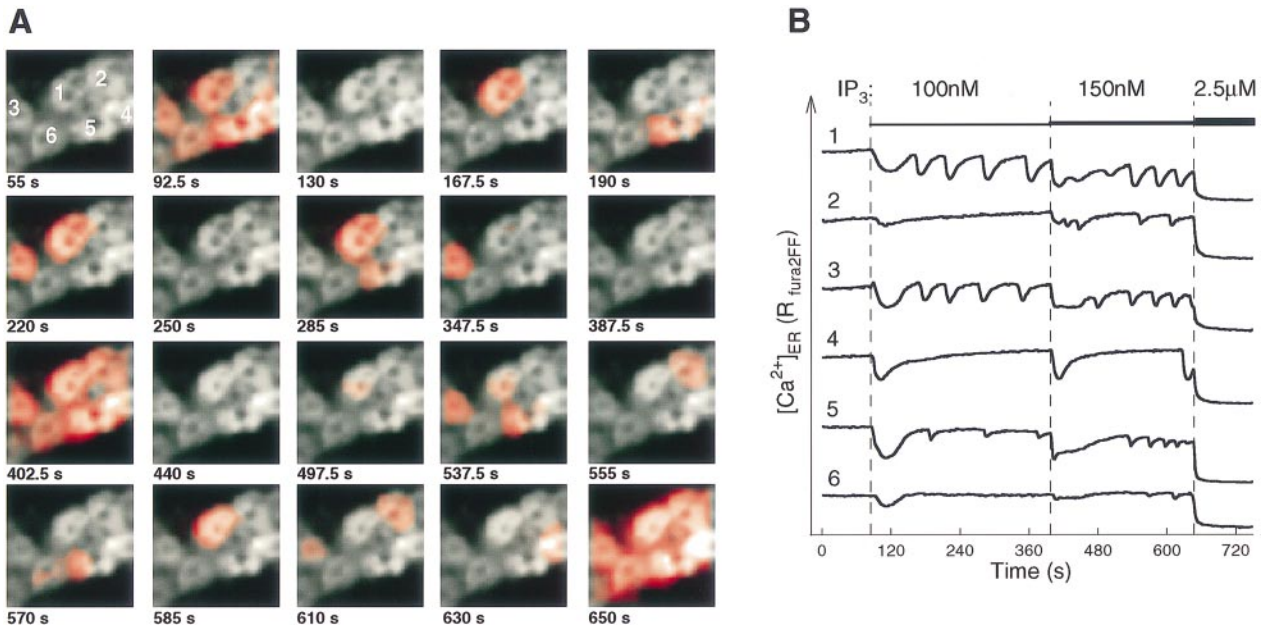 A
1 2 3 4 5 6
55 s 92.5 s 130 s 167.5 s 190 s
220 s 250 s 285 s 347.5 s 387.5 s
402.5 s 440 s 497.5 s 537.5 s 555 s
570 s 585 s 610 s 630 s 650 s
B
IP3: 100nM 150nM 2.5µM
[Ca2+]ER (Rfura2FF)
1
2
3
4
5
6
0 120 240 360 480 600 720
Time (s)